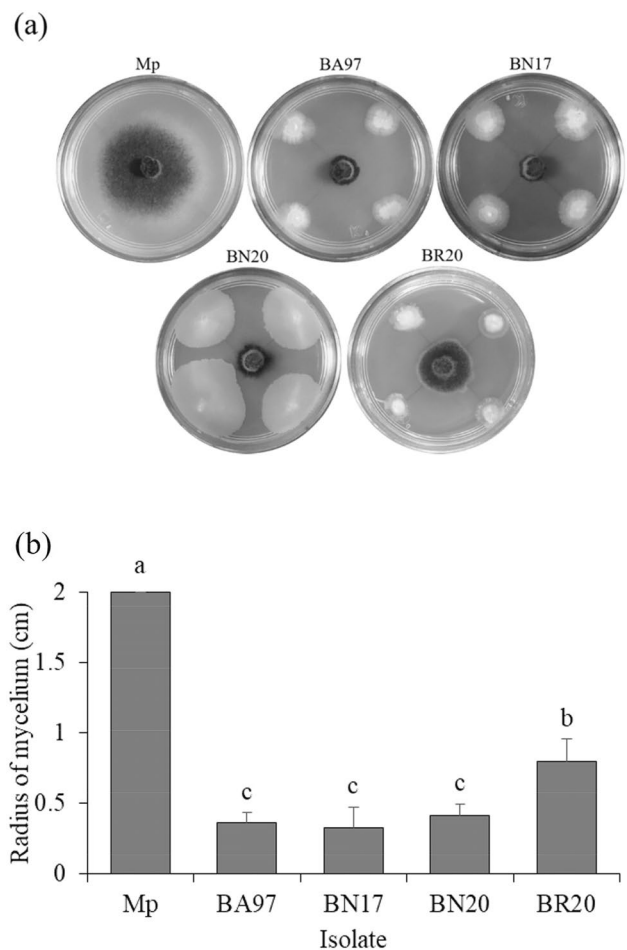 (a)
Mp BA97 BN17
BN20 BR20
(b)
Radius of mycelium (cm)
2
1.5
1
0.5
0
a
c
c
c
b
Mp BA97 BN17 BN20 BR20
Isolate